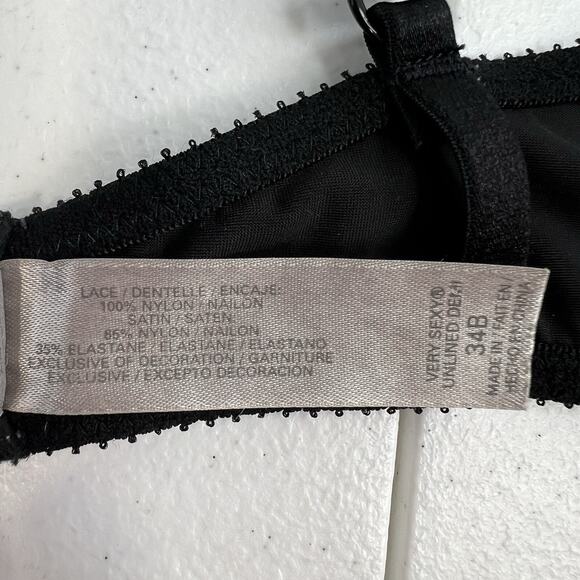 LACE / DENTELLE / ENCAJE:
100% NYLON / NAILON
SATIN / SATEN:
65% NYLON / NAILON
35% ELASTANE / ELASTANE / ELASTANO
EXCLUSIVE OF DECORATION / GARNITURE
EXCLUSIVE / EXCEPTO DECORACION
VERY SEXY®
UNLINED DEMI
34B
MADE IN / FAIT EN /
HECHO EN CHINA